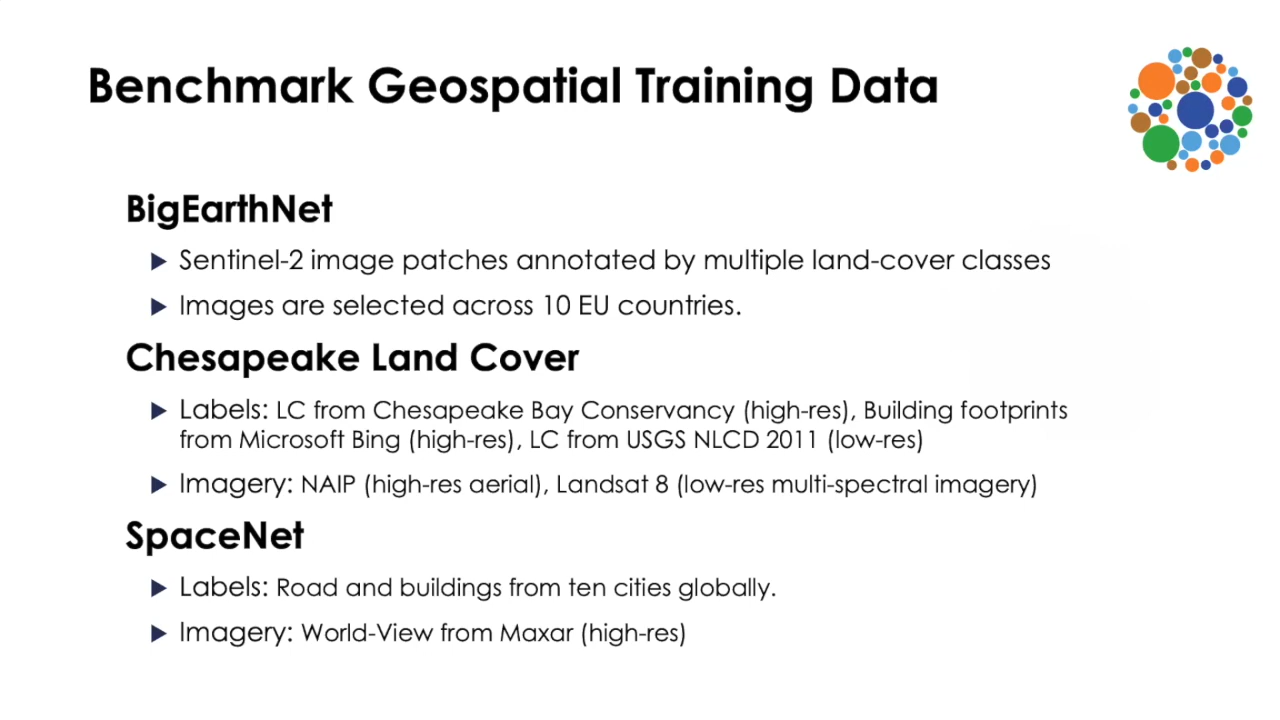 Benchmark Geospatial Training Data
BigEarthNet
Sentinel-2 image patches annotated by multiple land-cover classes
Images are selected across 10 EU countries.
Chesapeake Land Cover
Labels: LC from Chesapeake Bay Conservancy (high-res), Building footprints
from Microsoft Bing (high-res), LC from USGS NLCD 2011 (low-res)
Imagery: NAIP (high-res aerial), Landsat 8 (low-res multi-spectral imagery)
SpaceNet
Labels: Road and buildings from ten cities globally.
Imagery: World-View from Maxar (high-res)